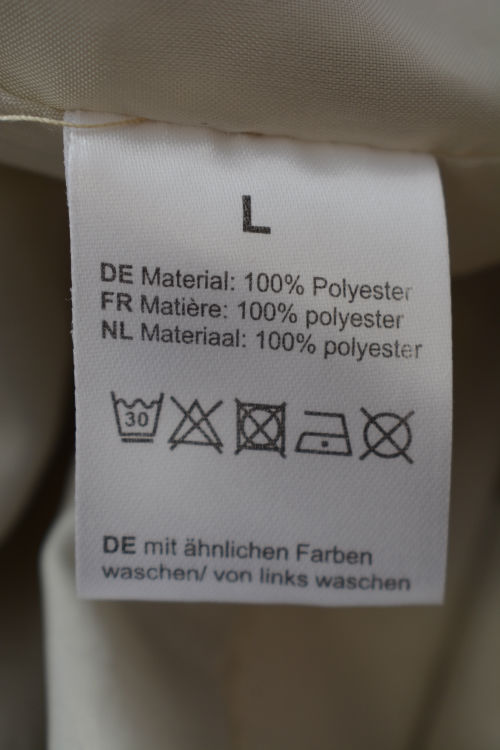 L
DE Material: 100% Polyester
FR Matière: 100% polyester
NL Materiaal: 100% polyester
30
DE mit ähnlichen Farben
waschen/ von links waschen